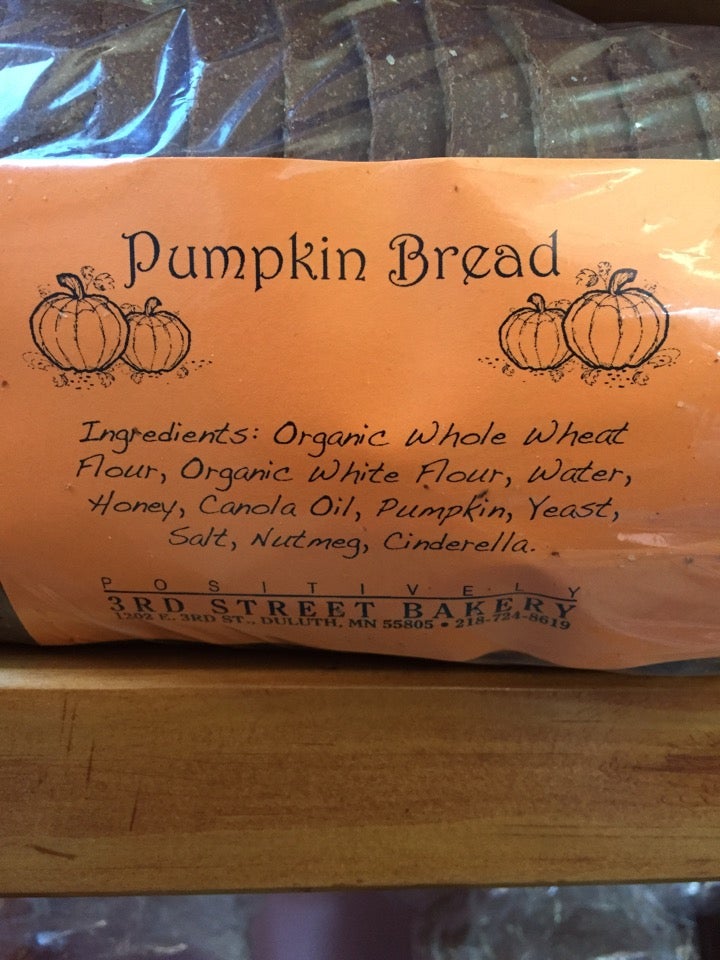 Pumpkin Bread
Ingredients: Organic Whole Wheat
Flour, Organic White Flour, Water,
Honey, Canola Oil, Pumpkin, Yeast,
Salt, Nutmeg, Cinderella.
POSITIVELY
3RD STREET BAKERY
1202 E. 3RD ST., DULUTH, MN 55805 • 218-724-8619